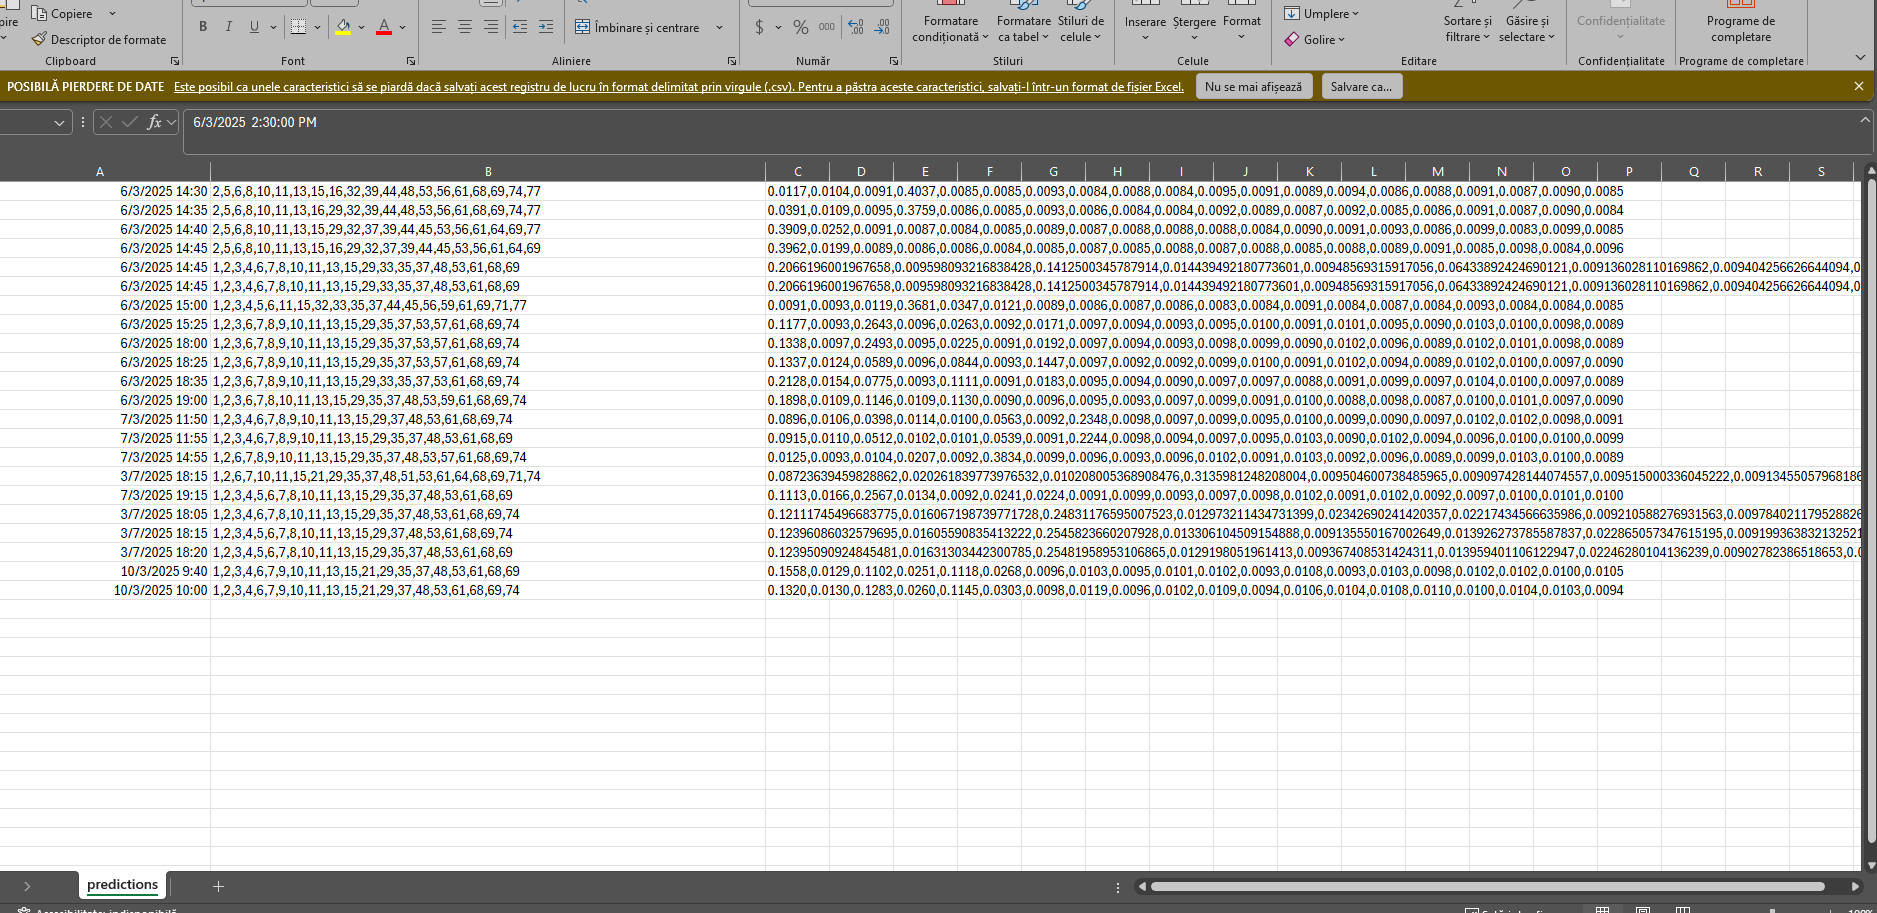 Copiere
Descriptor de formate
Clipboard
B I U
A
Font
Îmbinare și centrare
Aliniere
$ % 000
Număr
Formatare condiționată
Formatare ca tabel
Stiluri de celule
Stiluri
Inserare
Ștergere
Format
Celule
Umplere
Golire
Sortare și filtrare
Găsire și selectare
Editare
Confidențialitate
Confidențialitate
Programe de completare
Programe de completare
POSIBILĂ PIERDERE DE DATE Este posibil ca unele caracteristici să se piardă dacă salvați acest registru de lucru în format delimitat prin virgule (.csv). Pentru a păstra aceste caracteristici, salvați-l într-un format de fișier Excel. Nu se mai afișează Salvare ca...
fx 6/3/2025 2:30:00 PM
A B C D E F G H I J K L M N O P Q R S
6/3/2025 14:30 2,5,6,8,10,11,13,15,16,32,39,44,48,53,56,61,68,69,74,77 0.0117,0.0104,0.0091,0.4037,0.0085,0.0085,0.0093,0.0084,0.0088,0.0084,0.0095,0.0091,0.0089,0.0094,0.0086,0.0088,0.0091,0.0087,0.0090,0.0085
6/3/2025 14:35 2,5,6,8,10,11,13,16,29,32,39,44,48,53,56,61,68,69,74,77 0.0391,0.0109,0.0095,0.3759,0.0086,0.0085,0.0093,0.0086,0.0084,0.0084,0.0092,0.0089,0.0087,0.0092,0.0085,0.0086,0.0091,0.0087,0.0090,0.0084
6/3/2025 14:40 2,5,6,8,10,11,13,15,29,32,37,39,44,45,53,56,61,64,69,77 0.3909,0.0252,0.0091,0.0087,0.0084,0.0085,0.0089,0.0087,0.0088,0.0088,0.0084,0.0090,0.0091,0.0093,0.0086,0.0099,0.0083,0.0099,0.0085
6/3/2025 14:45 2,5,6,8,10,11,13,15,16,29,32,37,39,44,45,53,56,61,64,69 0.3962,0.0199,0.0089,0.0086,0.0086,0.0084,0.0085,0.0087,0.0085,0.0088,0.0087,0.0088,0.0085,0.0088,0.0089,0.0091,0.0085,0.0098,0.0084,0.0096
6/3/2025 14:45 1,2,3,4,6,7,8,10,11,13,15,29,33,35,37,48,53,61,68,69 0.2066196001967658,0.009598093216838428,0.1412500345787914,0.014439492180773601,0.00948569315917056,0.06433892424690121,0.009136028110169862,0.009404256626644094,0
6/3/2025 14:45 1,2,3,4,6,7,8,10,11,13,15,29,33,35,37,48,53,61,68,69 0.2066196001967658,0.009598093216838428,0.1412500345787914,0.014439492180773601,0.00948569315917056,0.06433892424690121,0.009136028110169862,0.009404256626644094,0
6/3/2025 15:00 1,2,3,4,5,6,11,15,32,33,35,37,44,45,56,59,61,69,71,77 0.0091,0.0093,0.0119,0.3681,0.0347,0.0121,0.0089,0.0086,0.0087,0.0086,0.0083,0.0084,0.0091,0.0084,0.0087,0.0084,0.0093,0.0084,0.0084,0.0085
6/3/2025 15:25 1,2,3,6,7,8,9,10,11,13,15,29,35,37,53,57,61,68,69,74 0.1177,0.0093,0.2643,0.0096,0.0263,0.0092,0.0171,0.0097,0.0094,0.0093,0.0095,0.0100,0.0091,0.0101,0.0095,0.0090,0.0103,0.0100,0.0098,0.0089
6/3/2025 18:00 1,2,3,6,7,8,9,10,11,13,15,29,35,37,53,57,61,68,69,74 0.1338,0.0097,0.2493,0.0095,0.0225,0.0091,0.0192,0.0097,0.0094,0.0093,0.0098,0.0099,0.0090,0.0102,0.0096,0.0089,0.0102,0.0101,0.0098,0.0089
6/3/2025 18:25 1,2,3,6,7,8,9,10,11,13,15,29,35,37,53,57,61,68,69,74 0.1337,0.0124,0.0589,0.0096,0.0844,0.0093,0.1447,0.0097,0.0092,0.0092,0.0099,0.0100,0.0091,0.0102,0.0094,0.0089,0.0102,0.0100,0.0097,0.0090
6/3/2025 18:35 1,2,3,6,7,8,9,10,11,13,15,29,33,35,37,53,61,68,69,74 0.2128,0.0154,0.0775,0.0093,0.1111,0.0091,0.0183,0.0095,0.0094,0.0090,0.0097,0.0097,0.0088,0.0091,0.0099,0.0097,0.0104,0.0100,0.0097,0.0089
6/3/2025 19:00 1,2,3,6,7,8,10,11,13,15,29,35,37,48,53,59,61,68,69,74 0.1898,0.0109,0.1146,0.0109,0.1130,0.0090,0.0096,0.0095,0.0093,0.0097,0.0099,0.0091,0.0100,0.0088,0.0098,0.0087,0.0100,0.0101,0.0097,0.0090
7/3/2025 11:50 1,2,3,4,6,7,8,9,10,11,13,15,29,35,37,48,53,61,68,69,74 0.0896,0.0106,0.0398,0.0114,0.0100,0.0563,0.0092,0.2348,0.0098,0.0097,0.0099,0.0095,0.0100,0.0099,0.0090,0.0097,0.0102,0.0102,0.0098,0.0091
7/3/2025 11:55 1,2,3,4,6,7,8,9,10,11,13,15,29,35,37,48,53,61,68,69 0.0915,0.0110,0.0512,0.0102,0.0101,0.0539,0.0091,0.2244,0.0098,0.0094,0.0097,0.0095,0.0103,0.0090,0.0102,0.0094,0.0096,0.0100,0.0100,0.0099
7/3/2025 14:55 1,2,6,7,8,9,10,11,13,15,29,35,37,48,53,57,61,68,69,74 0.0125,0.0093,0.0104,0.0207,0.0092,0.3834,0.0099,0.0096,0.0093,0.0096,0.0102,0.0091,0.0103,0.0092,0.0096,0.0089,0.0099,0.0103,0.0100,0.0089
3/7/2025 18:15 1,2,6,7,10,11,15,21,29,35,37,48,51,53,61,64,68,69,71,74 0.08723639459828862,0.020261839773976532,0.010208005368908476,0.3135981248208004,0.009504600738485965,0.009097428144074557,0.009515000336045222,0.0091345505796818​6
7/3/2025 19:15 1,2,3,4,5,6,7,8,10,11,13,15,29,35,37,48,53,61,68,69 0.1113,0.0166,0.2567,0.0134,0.0092,0.0241,0.0224,0.0091,0.0099,0.0093,0.0097,0.0098,0.0102,0.0091,0.0102,0.0092,0.0097,0.0100,0.0101,0.0100
3/7/2025 18:05 1,2,3,4,6,7,8,10,11,13,15,29,35,37,48,53,61,68,69,74 0.12111745496683775,0.016067198739771728,0.24831176595007523,0.012973211434731399,0.02342690241420357,0.02217434566635986,0.009210588276931563,0.0097840211795288​26
3/7/2025 18:15 1,2,3,4,5,6,7,8,10,11,13,15,29,35,37,48,53,61,68,69,74 0.12396086032579695,0.01605590835413222,0.2545823660207928,0.013306104509154888,0.009135550167002649,0.013926273785587837,0.022865057347615195,0.009199363832132521
3/7/2025 18:20 1,2,3,4,5,6,7,8,10,11,13,15,29,35,37,48,53,61,68,69 0.12395090924845481,0.01631303442300785,0.25481958953106865,0.0129198051961413,0.009367408531424311,0.013959401106122947,0.02246280104136239,0.00902782386518653,0.0
10/3/2025 9:40 1,2,3,4,6,7,9,10,11,13,15,21,29,35,37,48,53,61,68,69 0.1558,0.0129,0.1102,0.0251,0.1118,0.0268,0.0096,0.0103,0.0095,0.0101,0.0102,0.0093,0.0108,0.0093,0.0103,0.0098,0.0102,0.0102,0.0100,0.0105
10/3/2025 10:00 1,2,3,4,6,7,9,10,11,13,15,21,29,37,48,53,61,68,69,74 0.1320,0.0130,0.1283,0.0260,0.1145,0.0303,0.0098,0.0119,0.0096,0.0102,0.0109,0.0094,0.0106,0.0104,0.0108,0.0110,0.0100,0.0104,0.0103,0.0094
predictions